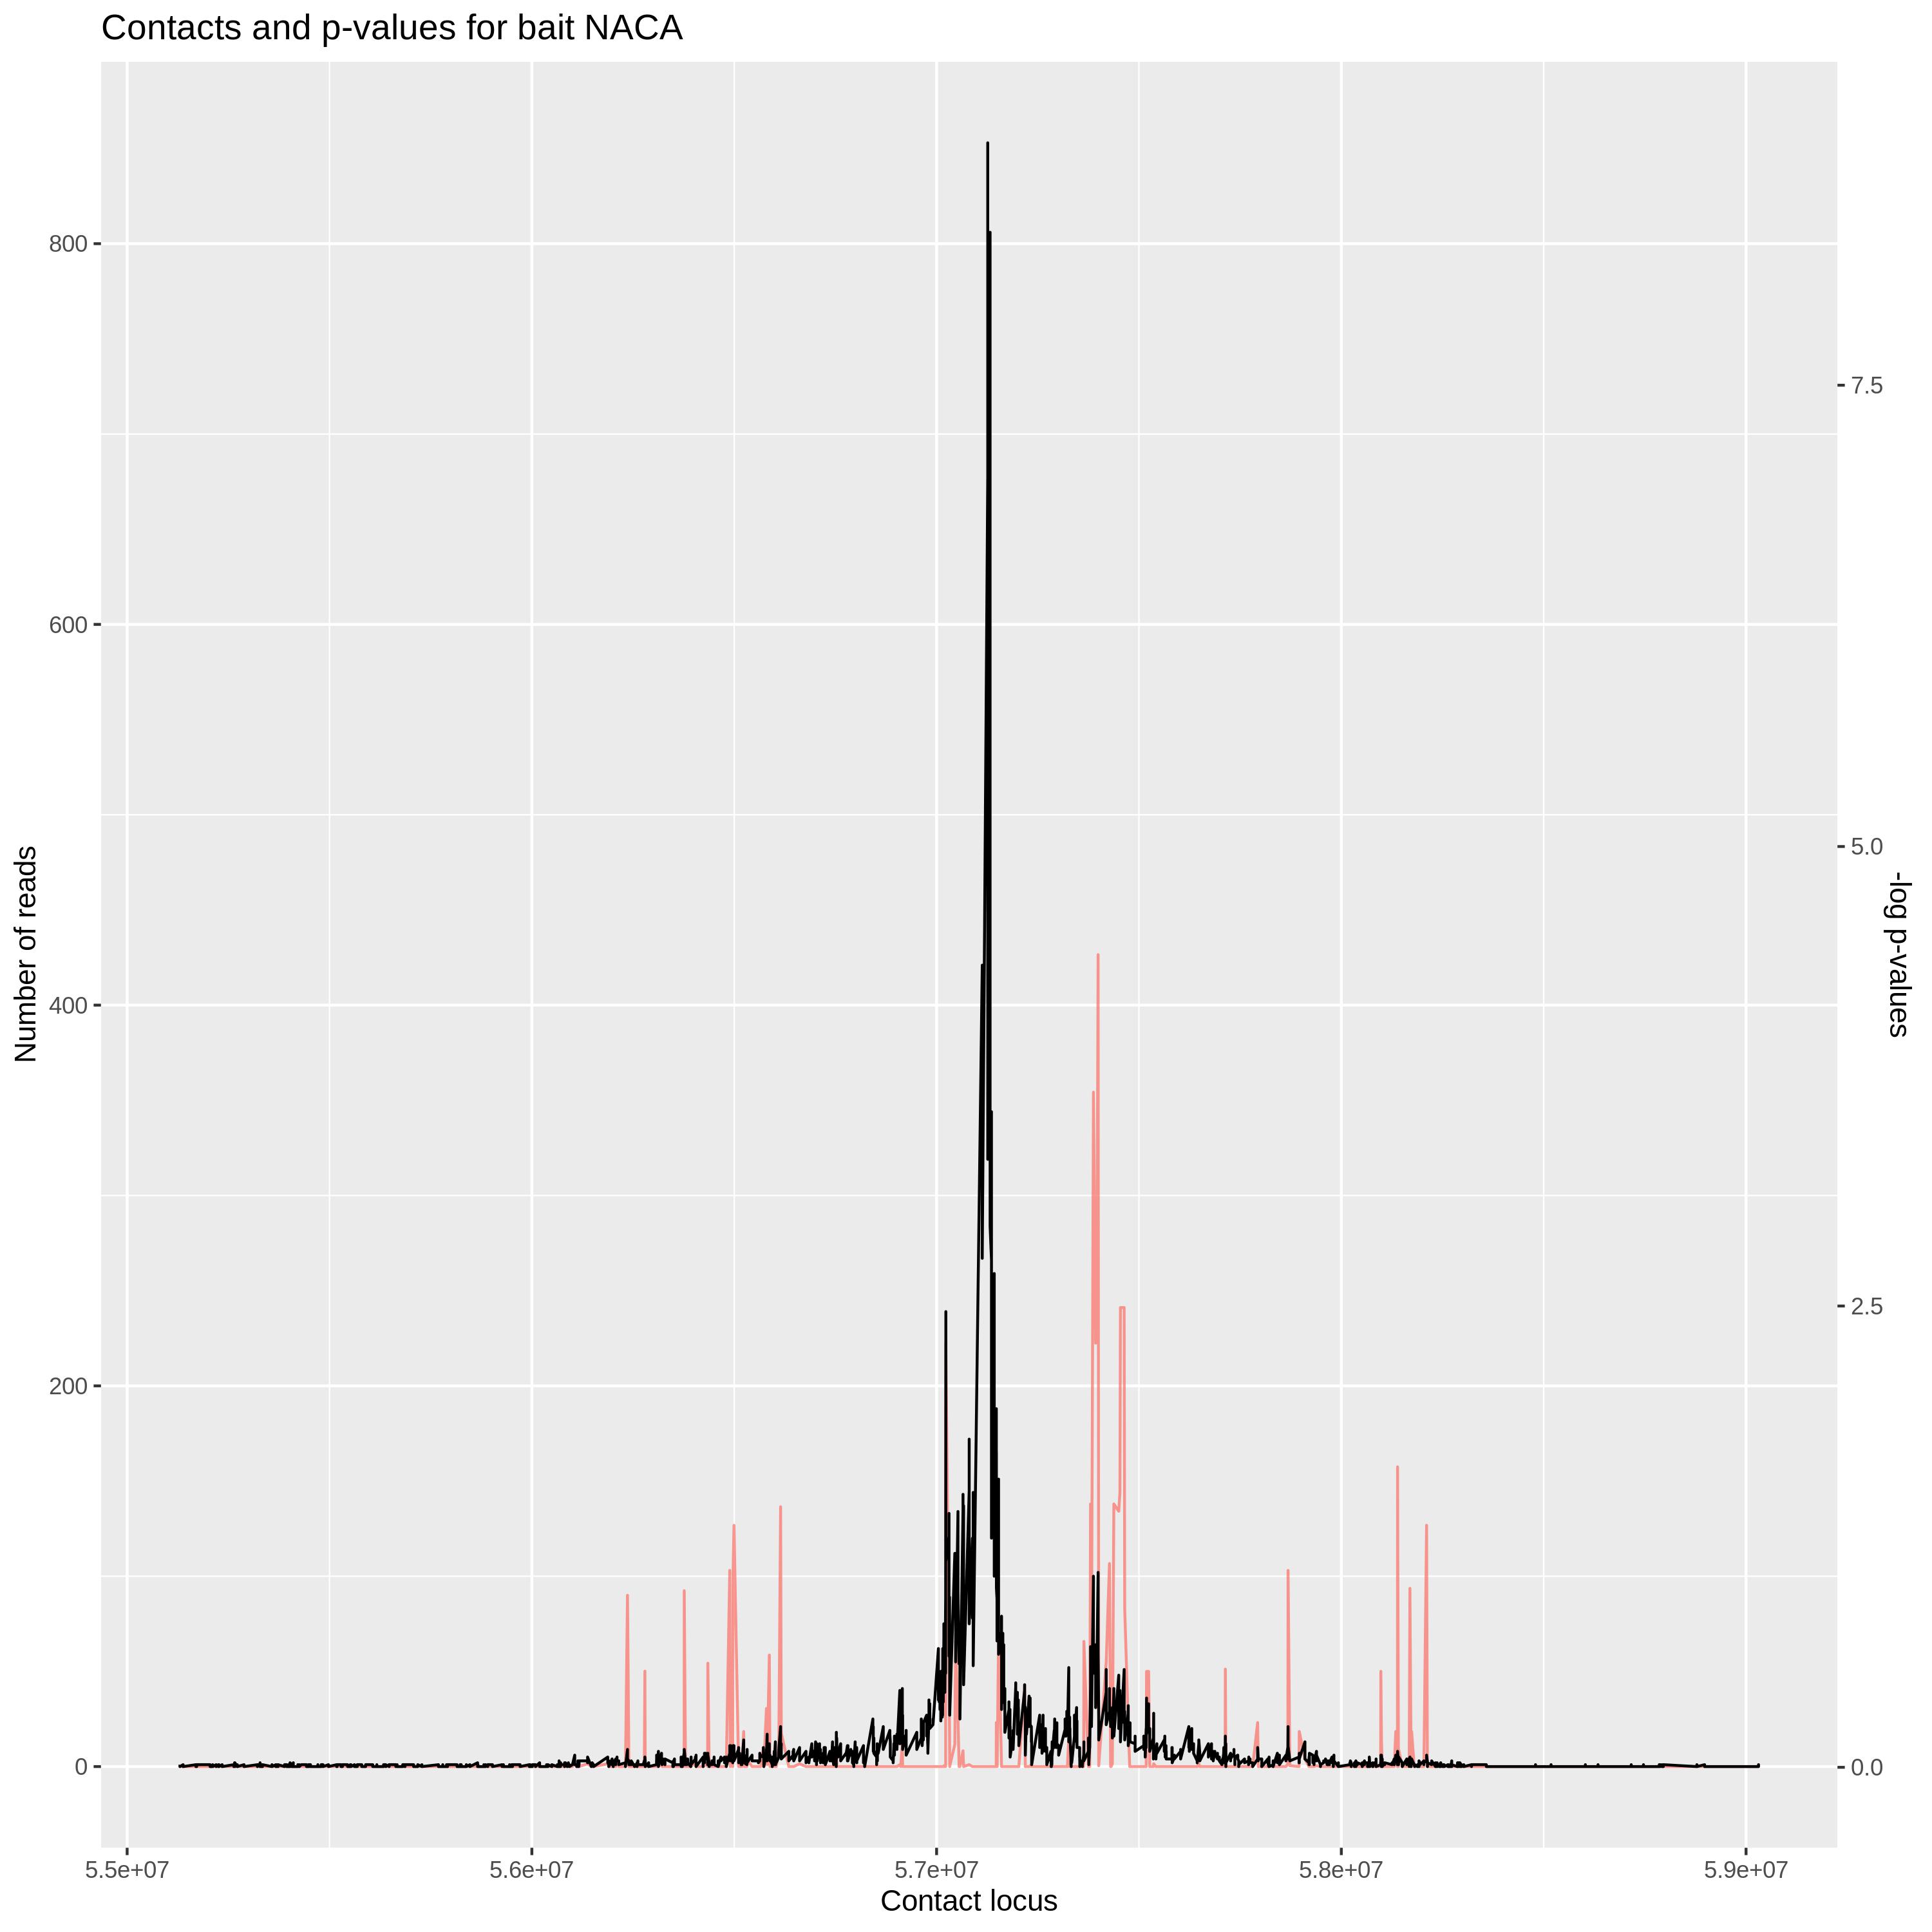 Contacts and p-values for bait NACA
800
600
400
200
0
7.5
5.0
2.5
0.0
Number of reads
-log p-values
5.5e+07 5.6e+07 5.7e+07 5.8e+07 5.9e+07
Contact locus